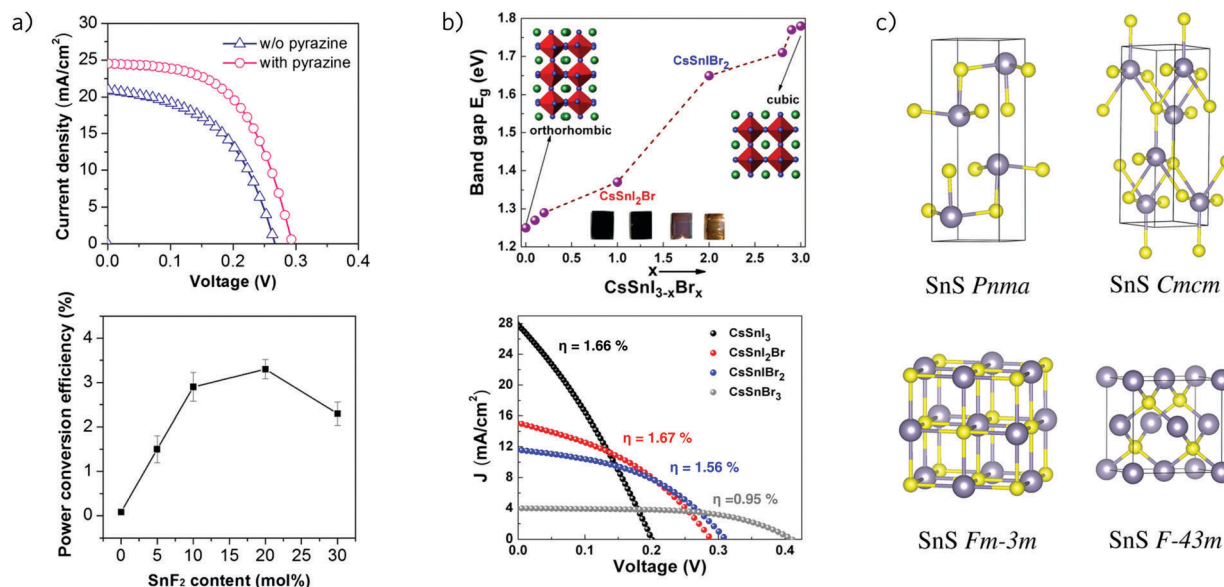 a)
Current density (mA/cm²)
30
25
20
15
10
5
0
w/o pyrazine
with pyrazine
0.0 0.1 0.2 0.3 0.4
Voltage (V)
Power conversion efficiency (%)
4
3
2
1
0
0 5 10 20 30
SnF₂ content (mol%)
b)
Band gap E_g (eV)
1.8
1.7
1.6
1.5
1.4
1.3
1.2
CsSnIBr₂
orthorhombic
cubic
CsSnI₂Br
0.0 0.5 1.0 1.5 2.0 2.5 3.0
x
CsSnI₃₋ₓBrₓ
J (mA/cm²)
28
24
20
16
12
8
4
0
η = 1.66 %
CsSnI₃
CsSnI₂Br
CsSnIBr₂
CsSnBr₃
η = 1.67 %
η = 1.56 %
η =0.95 %
0.0 0.1 0.2 0.3 0.4
Voltage (V)
c)
SnS Pnma
SnS Cmcm
SnS Fm-3m
SnS F-43m